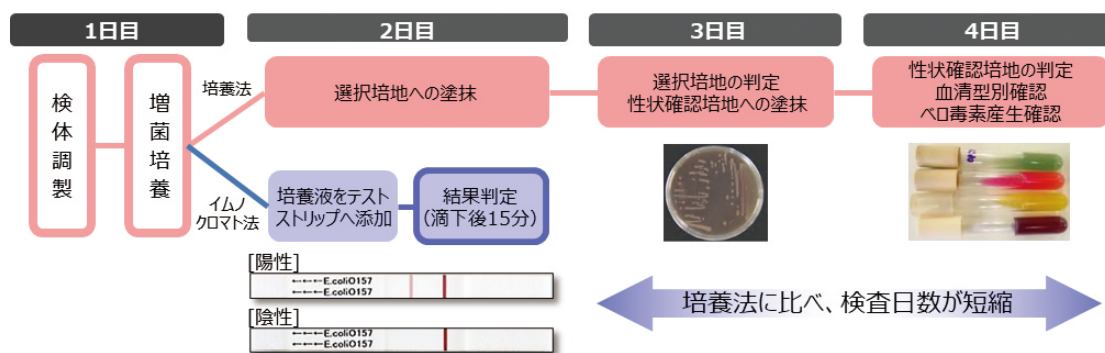 1日目
2日目
3日目
4日目
検体調製
増菌培養
培養法
選択培地への塗抹
選択培地の判定
性状確認培地への塗抹
性状確認培地の判定
血清型別確認
ベロ毒素産生確認
イムノ
クロマト法
培養液をテスト
ストリップへ添加
結果判定
(滴下後15分)
[陽性]
←←←E.coliO157
←←←E.coliO157
[陰性]
←←←E.coliO157
←←←E.coliO157
培養法に比べ、検査日数が短縮